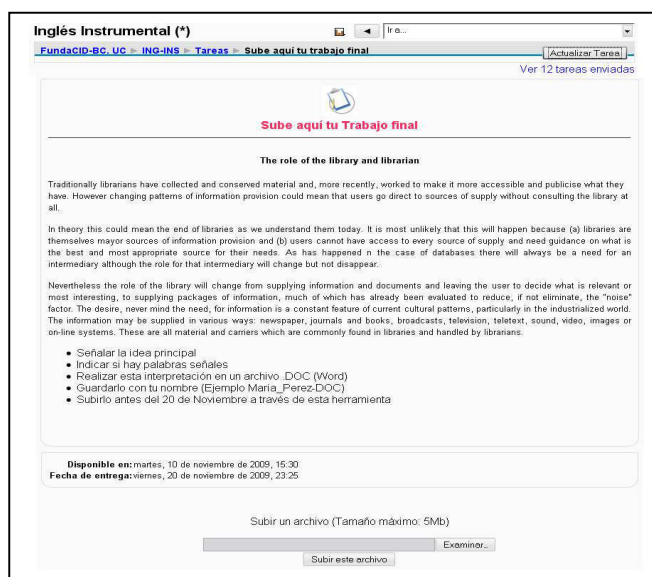 Inglés Instrumental (*)
Ir a...
FundaCID-BC. UC ► ING-INS ► Tareas ► Sube aquí tu trabajo final
Actualizar Tarea
Ver 12 tareas enviadas
Sube aquí tu Trabajo final
The role of the library and librarian
Traditionally librarians have collected and conserved material and, more recently, worked to make it more accessible and publicise what they
have. However changing patterns of information provision could mean that users go direct to sources of supply without consulting the library at
all.
In theory this could mean the end of libraries as we understand them today. It is most unlikely that this will happen because (a) libraries are
themselves mayor sources of information provision and (b) users cannot have access to every source of supply and need guidance on what is
the best and most appropriate source for their needs. As has happened n the case of databases there will always be a need for an
intermediary although the role for that intermediary will change but not disappear.
Nevertheless the role of the library will change from supplying information and documents and leaving the user to decide what is relevant or
most interesting, to supplying packages of information, much of which has already been evaluated to reduce, if not eliminate, the "noise"
factor. The desire, never mind the need, for information is a constant feature of current cultural patterns, particularly in the industrialized world.
The information may be supplied in various ways: newspaper, journals and books, broadcasts, television, teletext, sound, video, images or
on-line systems. These are all material and carriers which are commonly found in libraries and handled by librarians.
• Señalar la idea principal
• Indicar si hay palabras señales
• Realizar esta interpretación en un archivo .DOC (Word)
• Guardarlo con tu nombre (Ejemplo Maria_Perez-DOC)
• Subirlo antes del 20 de Noviembre a través de esta herramienta
Disponible en: martes, 10 de noviembre de 2009, 15:30
Fecha de entrega: viernes, 20 de noviembre de 2009, 23:25
Subir un archivo (Tamaño máximo: 5Mb)
Examinar...
Subir este archivo